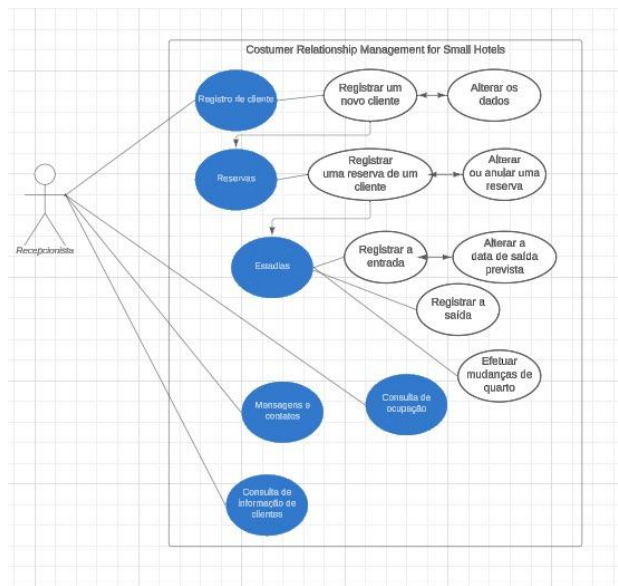 Costumer Relationship Management for Small Hotels
Registro de cliente
Registrar um
novo cliente
Alterar os
dados
Reservas
Registrar
uma reserva de um
cliente
Alterar
ou anular uma
reserva
Recepcionista
Estadias
Registrar a
entrada
Alterar a
data de saída
prevista
Registrar a
saída
Efetuar
mudanças de
quarto
Mensagens e
contatos
Consulta de
ocupação
Consulta de
informação de
clientes